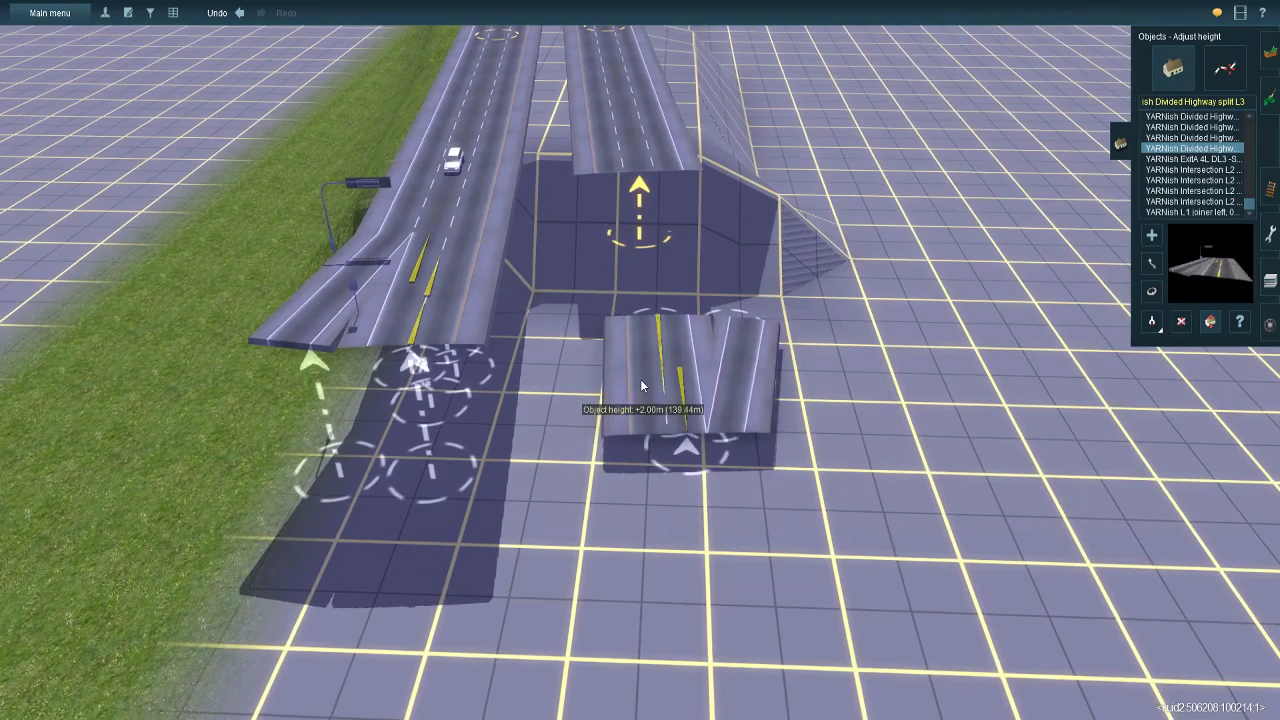 Main menu
Undo
Redo
Objects - Adjust height
ish Divided Highway split L3
YARNish Divided Highw...
YARNish Divided Highw...
YARNish Divided Highw...
YARNish Divided Highw...
YARNish ExitA 4L DL3 -S...
YARNish Intersection L2 ...
YARNish Intersection L2 ...
YARNish Intersection L2 ...
YARNish Intersection L2 ...
YARNish L1 joiner left, 0...
Object height: +2.00m (139.44m)
<kuid2:506208:100214:1>